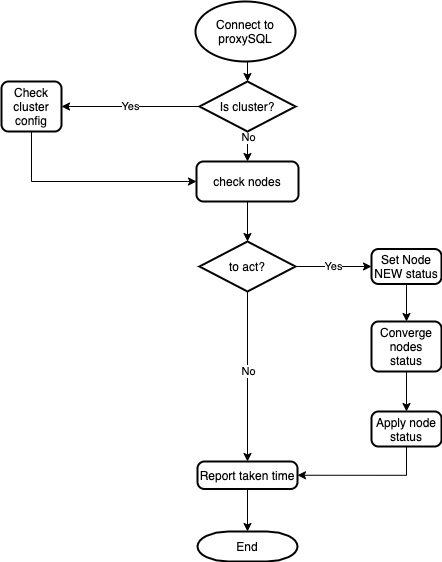 Connect to
proxySQL
Is cluster?
Yes
Check
cluster
config
No
check nodes
to act?
Yes
Set Node
NEW status
Converge
nodes
status
No
Apply node
status
Report taken time
End